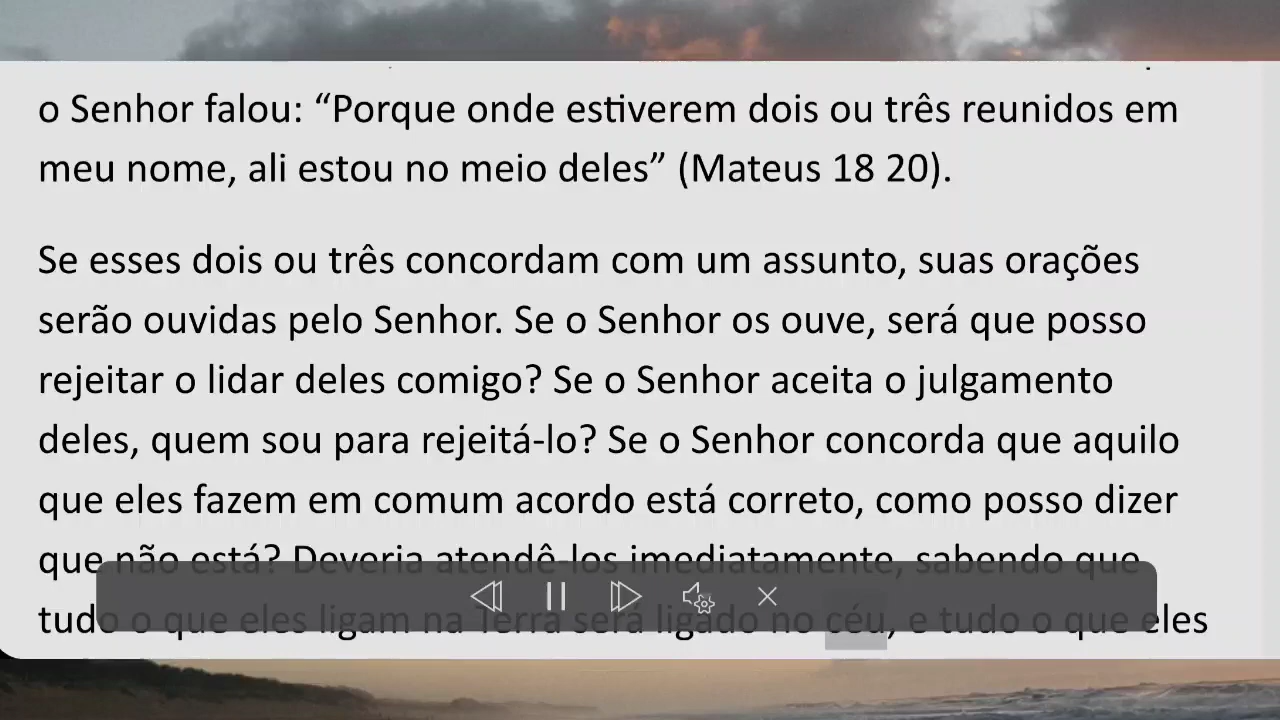 o Senhor falou: “Porque onde estiverem dois ou três reunidos em
meu nome, ali estou no meio deles” (Mateus 18 20).
Se esses dois ou três concordam com um assunto, suas orações
serão ouvidas pelo Senhor. Se o Senhor os ouve, será que posso
rejeitar o lidar deles comigo? Se o Senhor aceita o julgamento
deles, quem sou para rejeitá-lo? Se o Senhor concorda que aquilo
que eles fazem em comum acordo está correto, como posso dizer
que não está? Deveria atendê-los imediatamente, sabendo que
tudo o que eles ligam na Terra será ligado no céu, e tudo o que eles